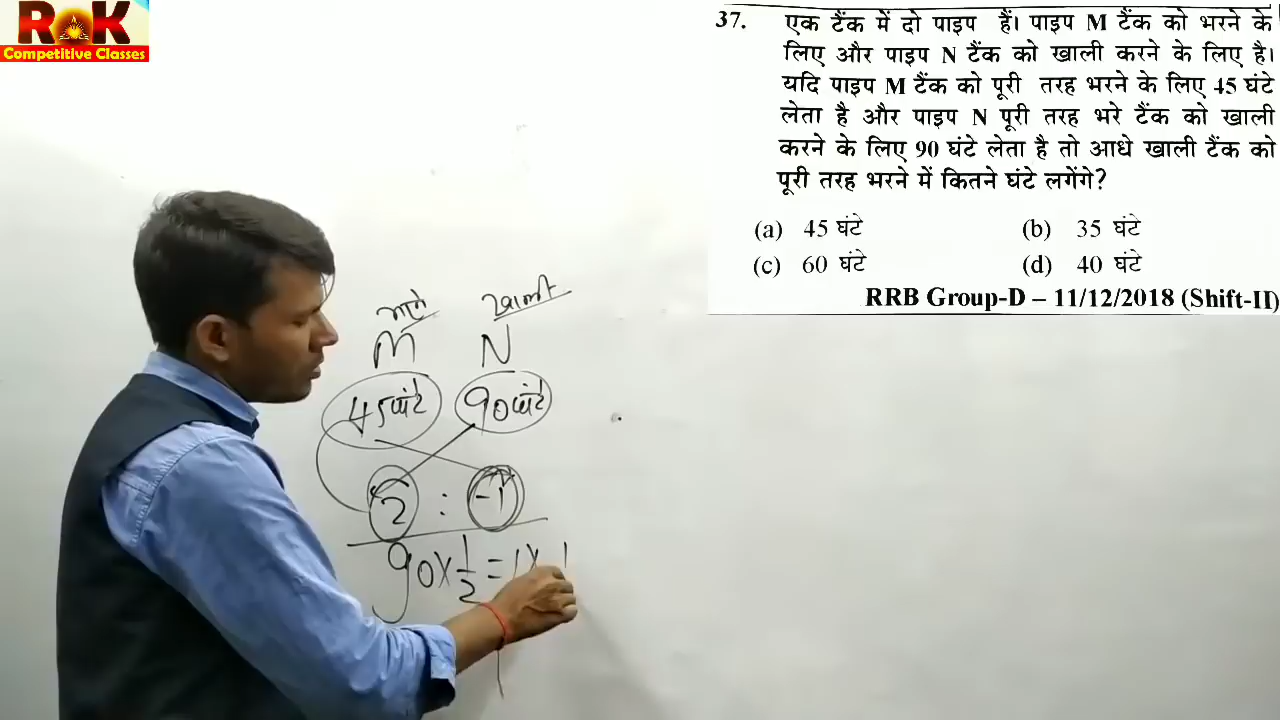 ROK
Competitive Classes
37. एक टैंक में दो पाइप हैं। पाइप M टैंक को भरने के
लिए और पाइप N टैंक को खाली करने के लिए है।
यदि पाइप M टैंक को पूरी तरह भरने के लिए 45 घंटे
लेता है और पाइप N पूरी तरह भरे टैंक को खाली
करने के लिए 90 घंटे लेता है तो आधे खाली टैंक को
पूरी तरह भरने में कितने घंटे लगेंगे?
(a) 45 घंटे (b) 35 घंटे
(c) 60 घंटे (d) 40 घंटे
RRB Group-D – 11/12/2018 (Shift-II)
खाली
M N
45 घंटे 90 घंटे
2 : -1
90 × 1/2 = 1 ×